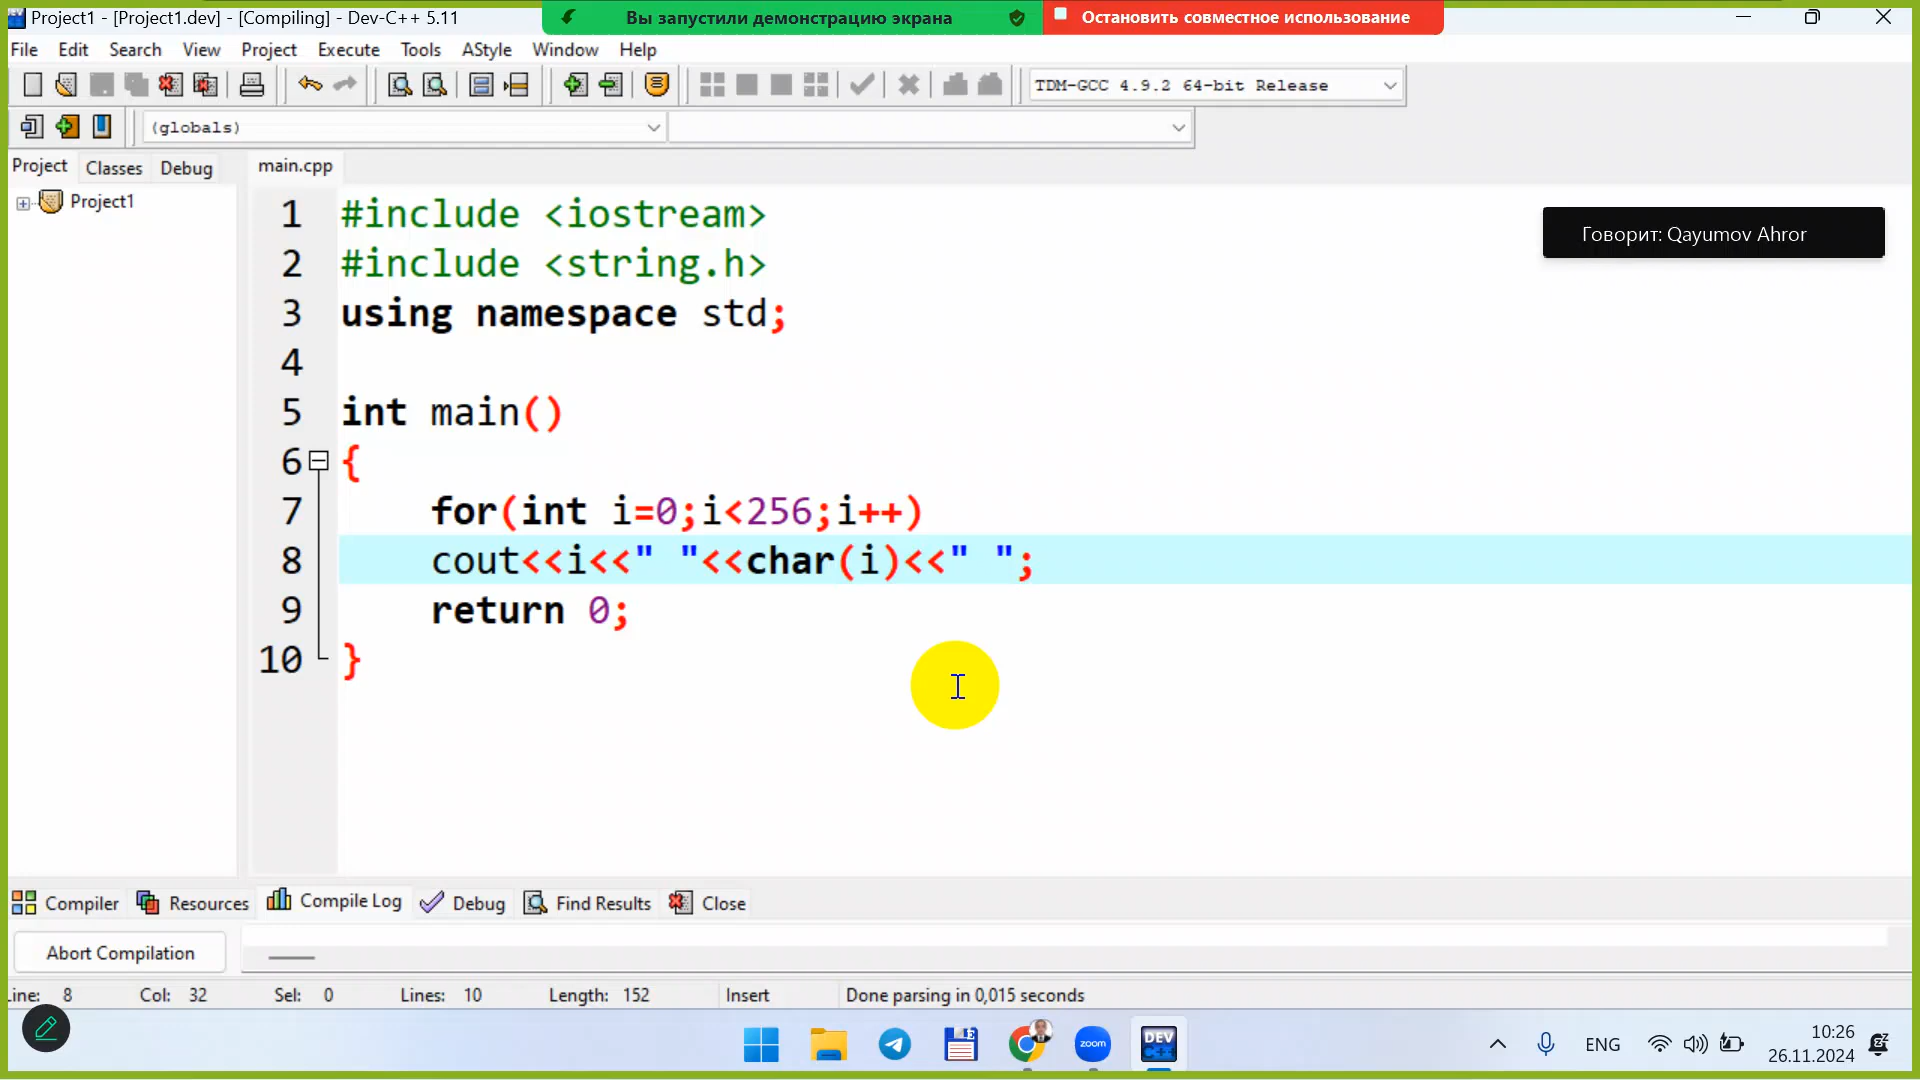 Project1 - [Project1.dev] - [Compiling] - Dev-C++ 5.11
Вы запустили демонстрацию экрана
Остановить совместное использование
File Edit Search View Project Execute Tools AStyle Window Help
TDM-GCC 4.9.2 64-bit Release
(globals)
Project Classes Debug
main.cpp
Project1
Говорит: Qayumov Ahror
1 #include <iostream>
2 #include <string.h>
3 using namespace std;
4
5 int main()
6 {
7 for(int i=0;i<256;i++)
8 cout<<i<<" "<<char(i)<<" ";
9 return 0;
10 }
Compiler Resources Compile Log Debug Find Results Close
Abort Compilation
Line: 8 Col: 32 Sel: 0 Lines: 10 Length: 152 Insert Done parsing in 0,015 seconds
zoom
DEV C++
ENG
10:26
26.11.2024